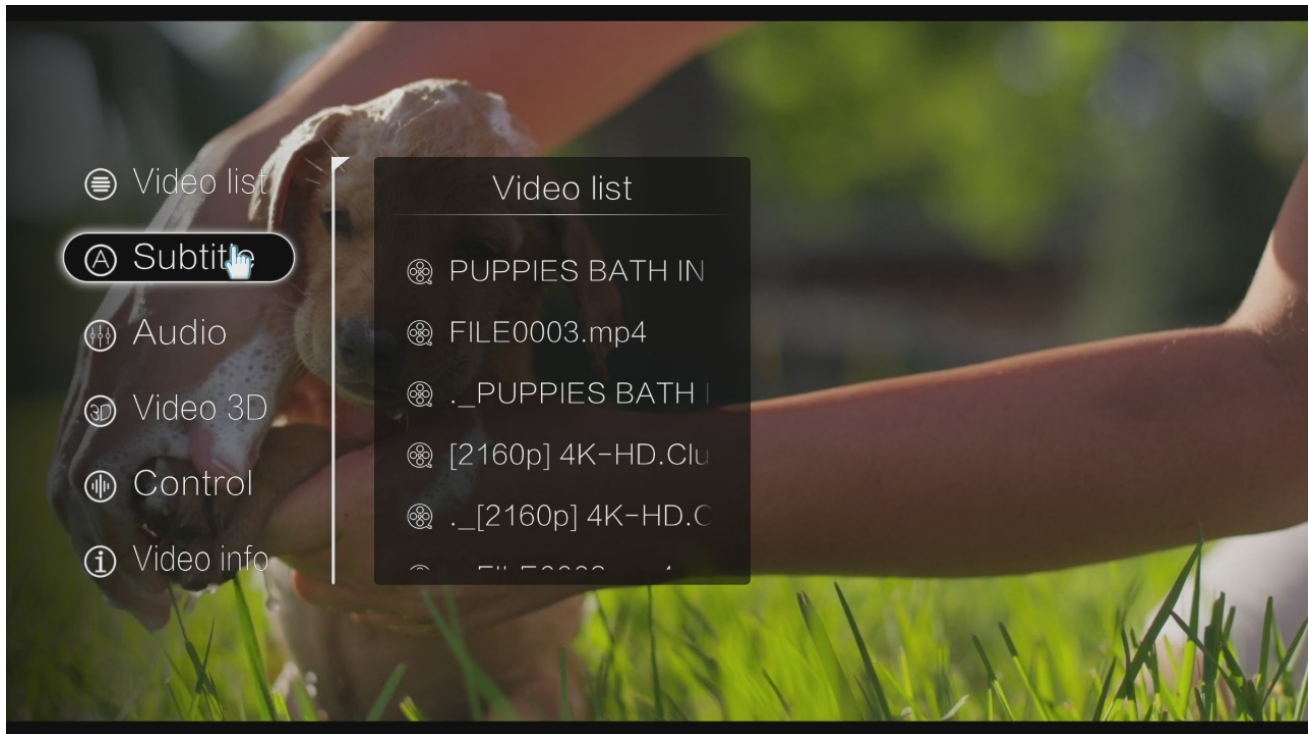 Video list
Subtitle
Audio
Video 3D
Control
Video info
Video list
PUPPIES BATH IN
FILE0003.mp4
._PUPPIES BATH
[2160p] 4K-HD.Clu
._[2160p] 4K-HD.C